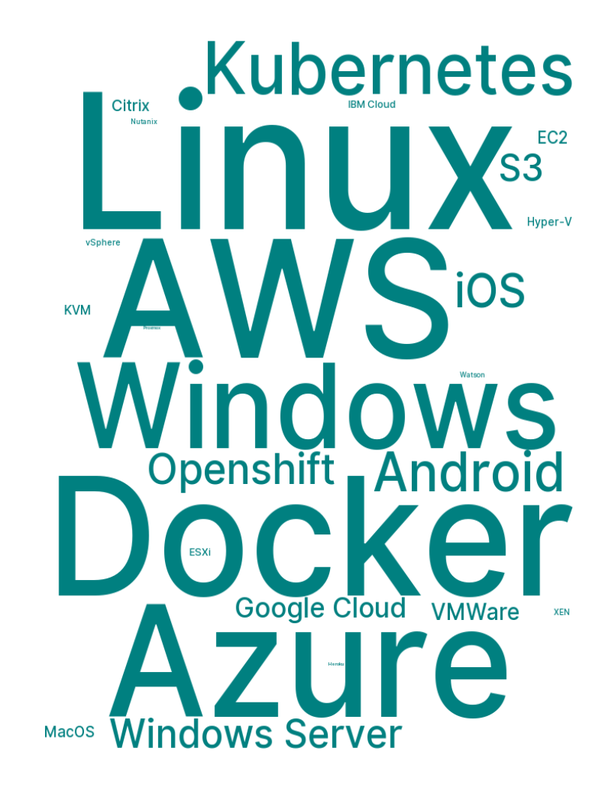 Kubernetes
Citrix
IBM Cloud
Nutanix
Linux
EC2
S3
Hyper-V
vSphere
AWS
iOS
KVM
Windows
Watson
Openshift
Android
Docker
ESXi
Google Cloud
VMWare
XEN
Azure
Heroku
MacOS
Windows Server